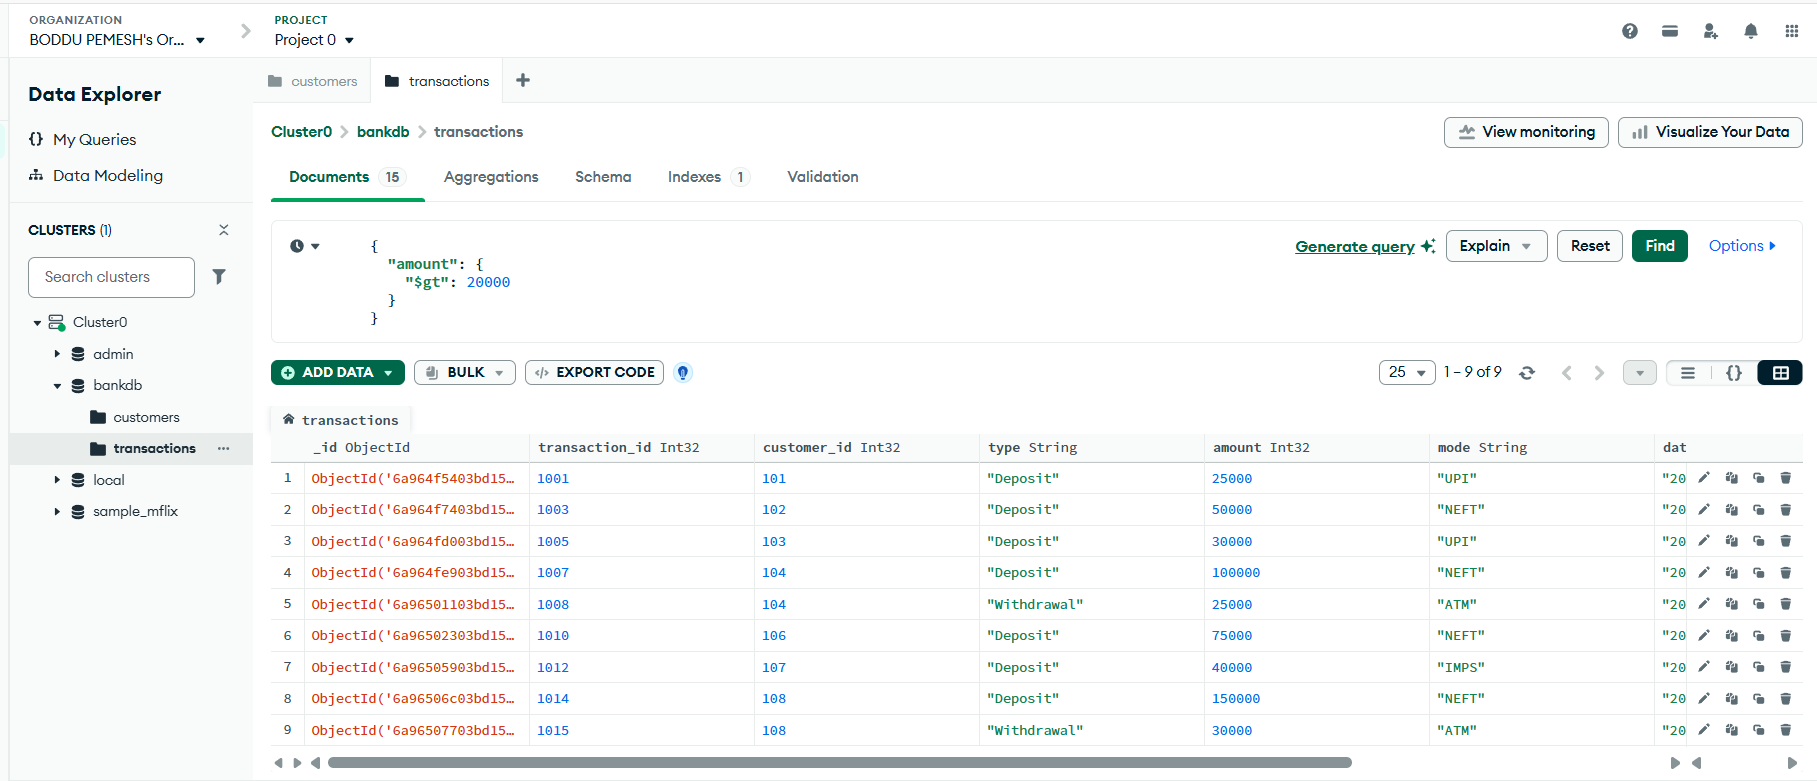 ORGANIZATION
BODDU PEMESH's Or...
PROJECT
Project 0
Data Explorer
My Queries
Data Modeling
CLUSTERS (1)
Search clusters
Cluster0
admin
bankdb
customers
transactions
local
sample_mflix
customers
transactions
Cluster0 > bankdb > transactions
View monitoring
Visualize Your Data
Documents 15
Aggregations
Schema
Indexes 1
Validation
{
"amount": {
"$gt": 20000
}
}
Generate query
Explain
Reset
Find
Options
ADD DATA
BULK
EXPORT CODE
25
1 – 9 of 9
transactions
_id ObjectId transaction_id Int32 customer_id Int32 type String amount Int32 mode String dat
1 ObjectId('6a964f5403bd15… 1001 101 "Deposit" 25000 "UPI" "20
2 ObjectId('6a964f7403bd15… 1003 102 "Deposit" 50000 "NEFT" "20
3 ObjectId('6a964fd003bd15… 1005 103 "Deposit" 30000 "UPI" "20
4 ObjectId('6a964fe903bd15… 1007 104 "Deposit" 100000 "NEFT" "20
5 ObjectId('6a96501103bd15… 1008 104 "Withdrawal" 25000 "ATM" "20
6 ObjectId('6a96502303bd15… 1010 106 "Deposit" 75000 "NEFT" "20
7 ObjectId('6a96505903bd15… 1012 107 "Deposit" 40000 "IMPS" "20
8 ObjectId('6a96506c03bd15… 1014 108 "Deposit" 150000 "NEFT" "20
9 ObjectId('6a96507703bd15… 1015 108 "Withdrawal" 30000 "ATM" "20